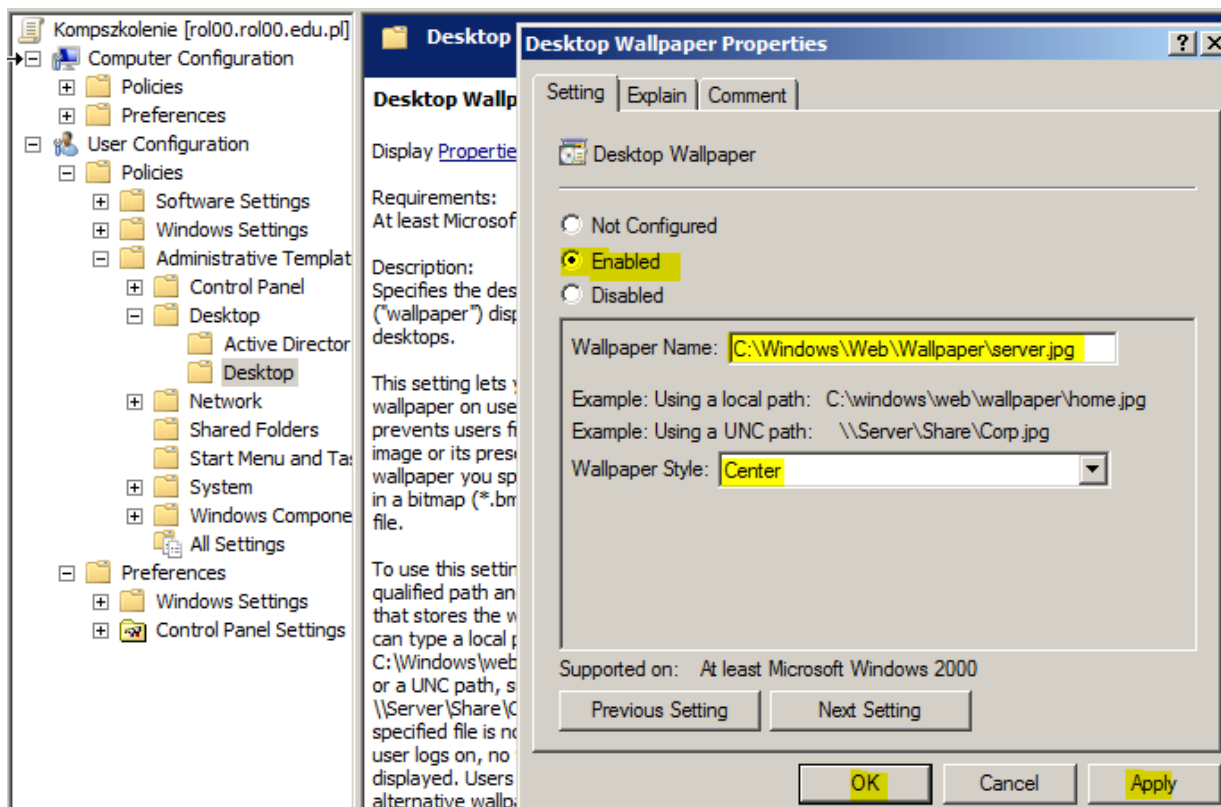 Kompszkolenie [rol00.rol00.edu.pl]
Computer Configuration
Policies
Preferences
User Configuration
Policies
Software Settings
Windows Settings
Administrative Templat
Control Panel
Desktop
Active Director
Desktop
Network
Shared Folders
Start Menu and Ta
System
Windows Compone
All Settings
Preferences
Windows Settings
Control Panel Settings
Desktop
Desktop Wallp
Display Propertie
Requirements:
At least Microsof
Description:
Specifies the des
("wallpaper") disp
desktops.
This setting lets
wallpaper on use
prevents users f
image or its pres
wallpaper you sp
in a bitmap (*.bm
file.
To use this settin
qualified path an
that stores the w
can type a local p
C:\Windows\web
or a UNC path, s
\\Server\Share\C
specified file is no
user logs on, no
displayed. Users
alternative wallpa
Desktop Wallpaper Properties
? X
Setting Explain Comment
Desktop Wallpaper
Not Configured
Enabled
Disabled
Wallpaper Name: C:\Windows\Web\Wallpaper\server.jpg
Example: Using a local path: C:\windows\web\wallpaper\home.jpg
Example: Using a UNC path: \\Server\Share\Corp.jpg
Wallpaper Style: Center
Supported on: At least Microsoft Windows 2000
Previous Setting Next Setting
OK Cancel Apply